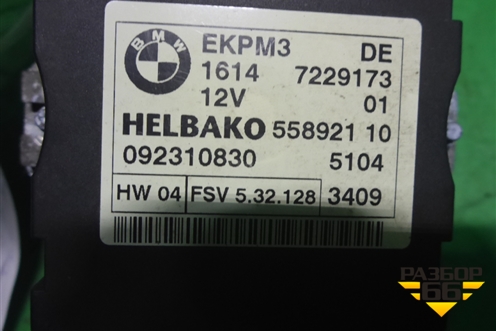 BMW
EKPM3 DE
1614 7229173
12V 01
HELBAKO 558921 10
092310830 5104
HW 04 FSV 5.32.128 3409
РАЗБОР
66